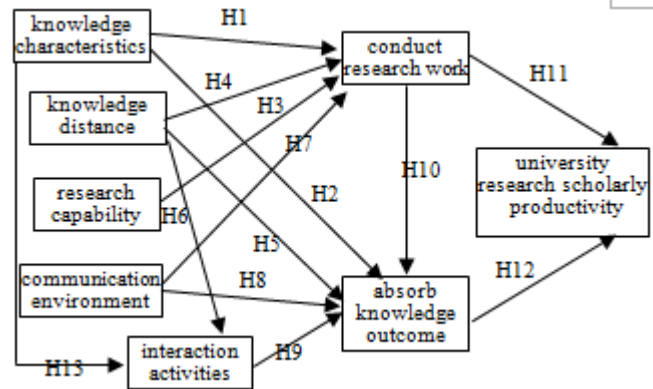 knowledge
characteristics
H1
conduct
research work
H11
H4
knowledge
distance
H3
H7
university
research scholarly
productivity
H10
research
capability
H2
H6
H5
communication
environment
H8
absorb
knowledge
outcome
H12
interaction
activities
H9
H13